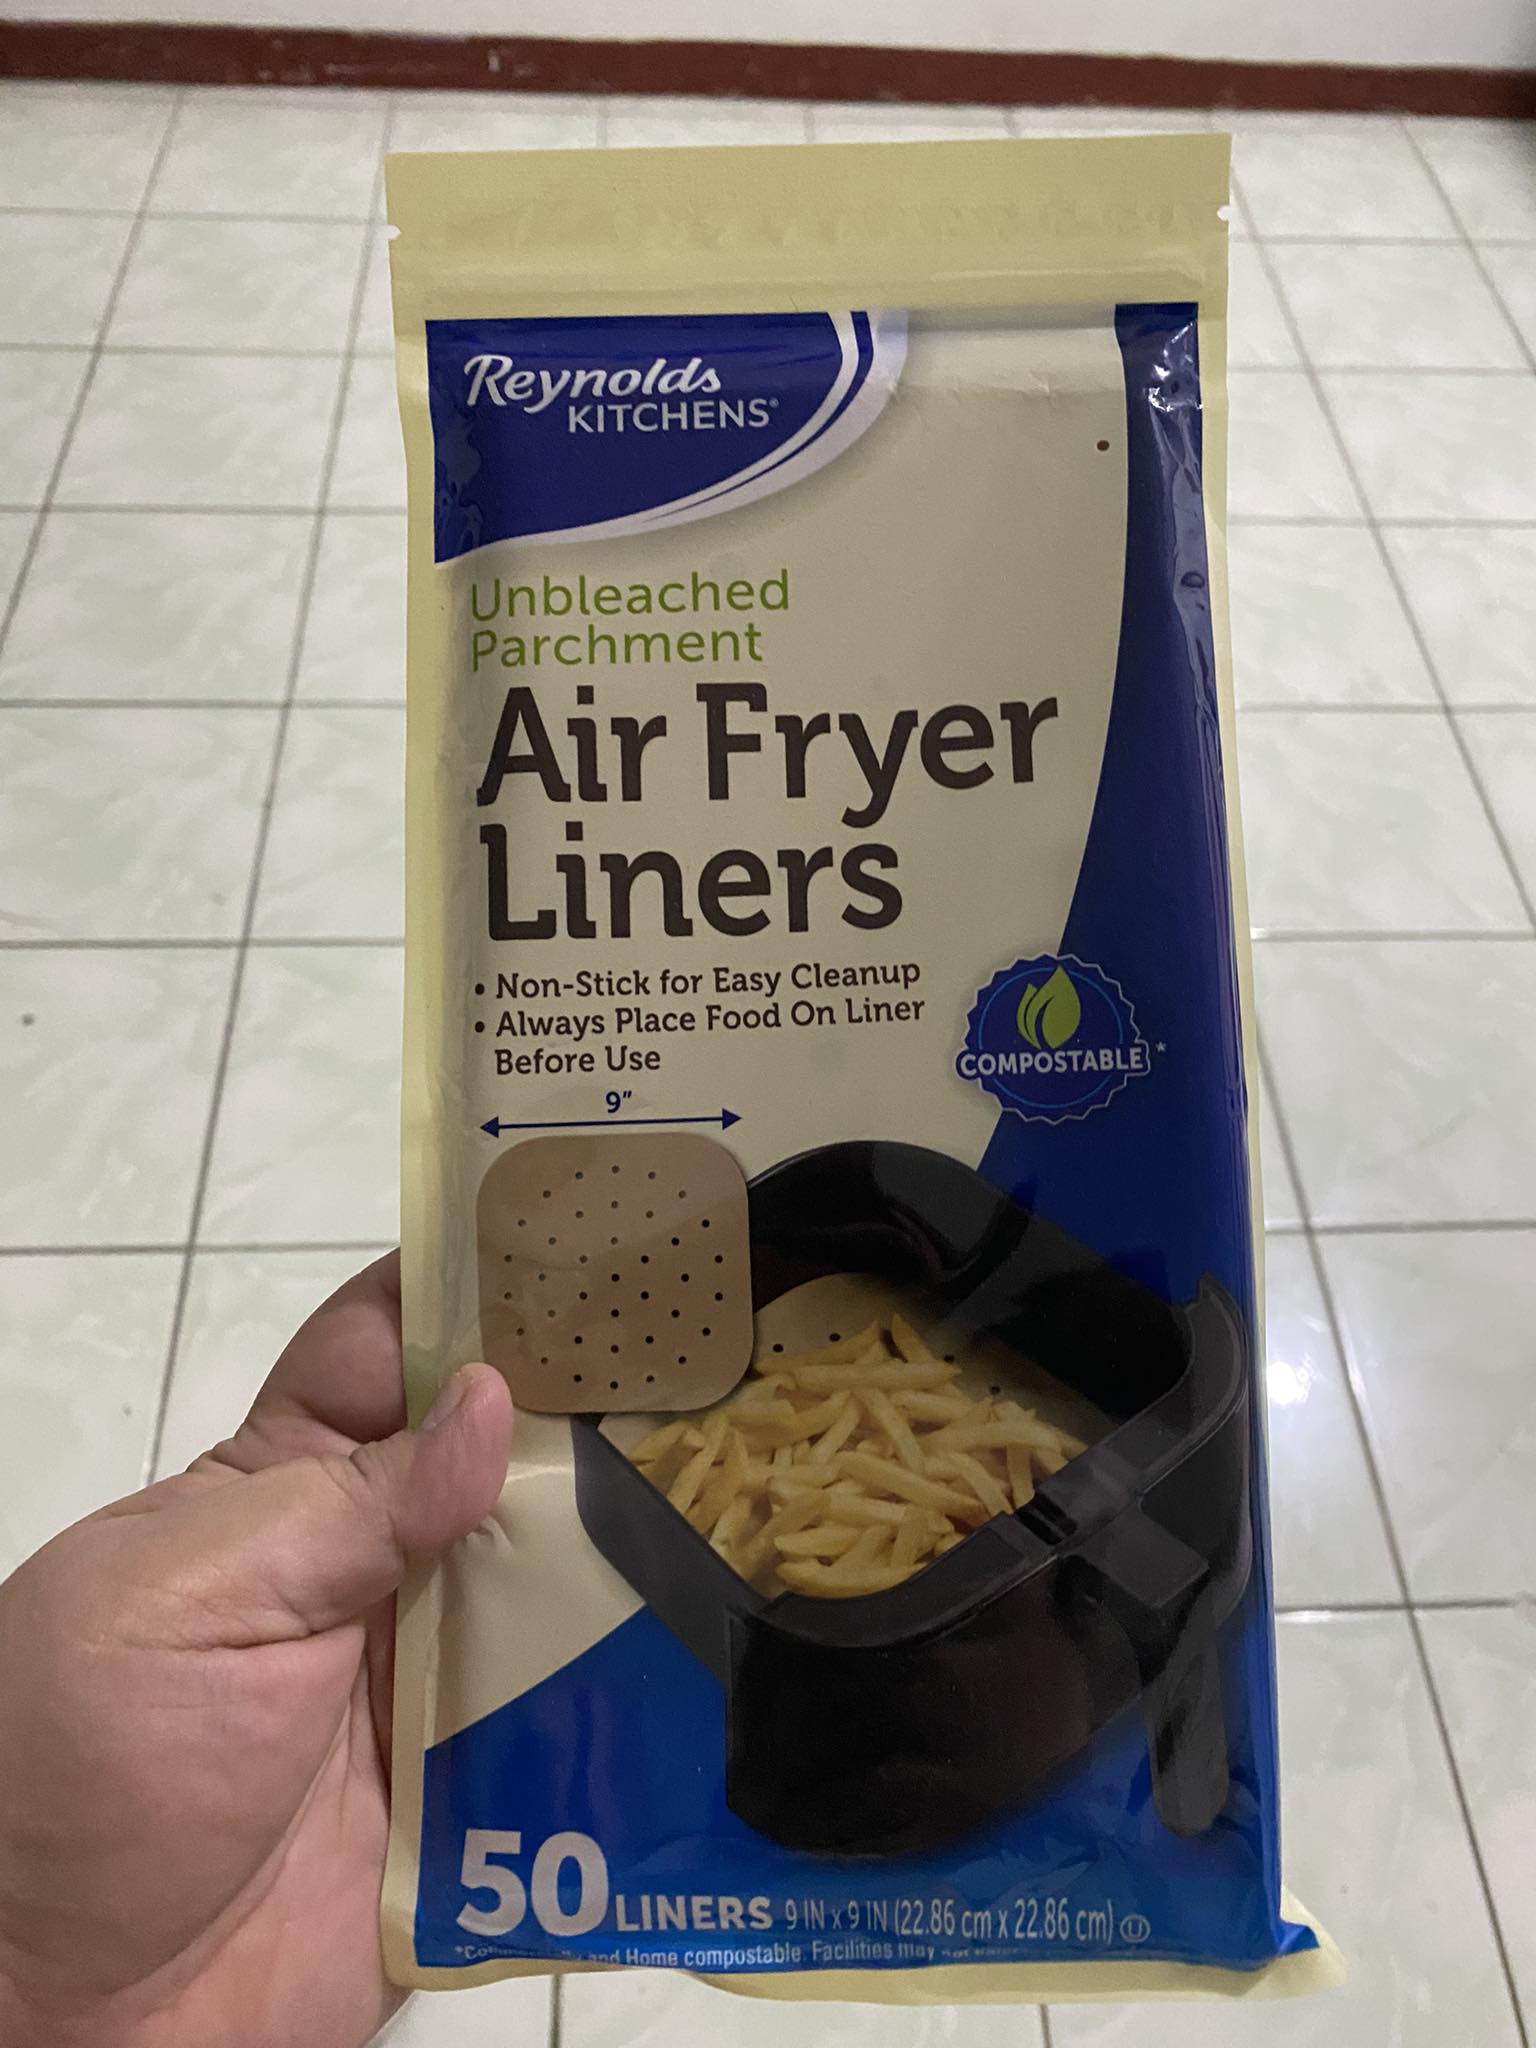 Reynolds
KITCHENS®
Unbleached
Parchment
Air Fryer
Liners
• Non-Stick for Easy Cleanup
• Always Place Food On Liner
Before Use
COMPOSTABLE*
9"
50 LINERS 9 IN x 9 IN (22.86 cm x 22.86 cm) U
and Home compostable. Facilities may